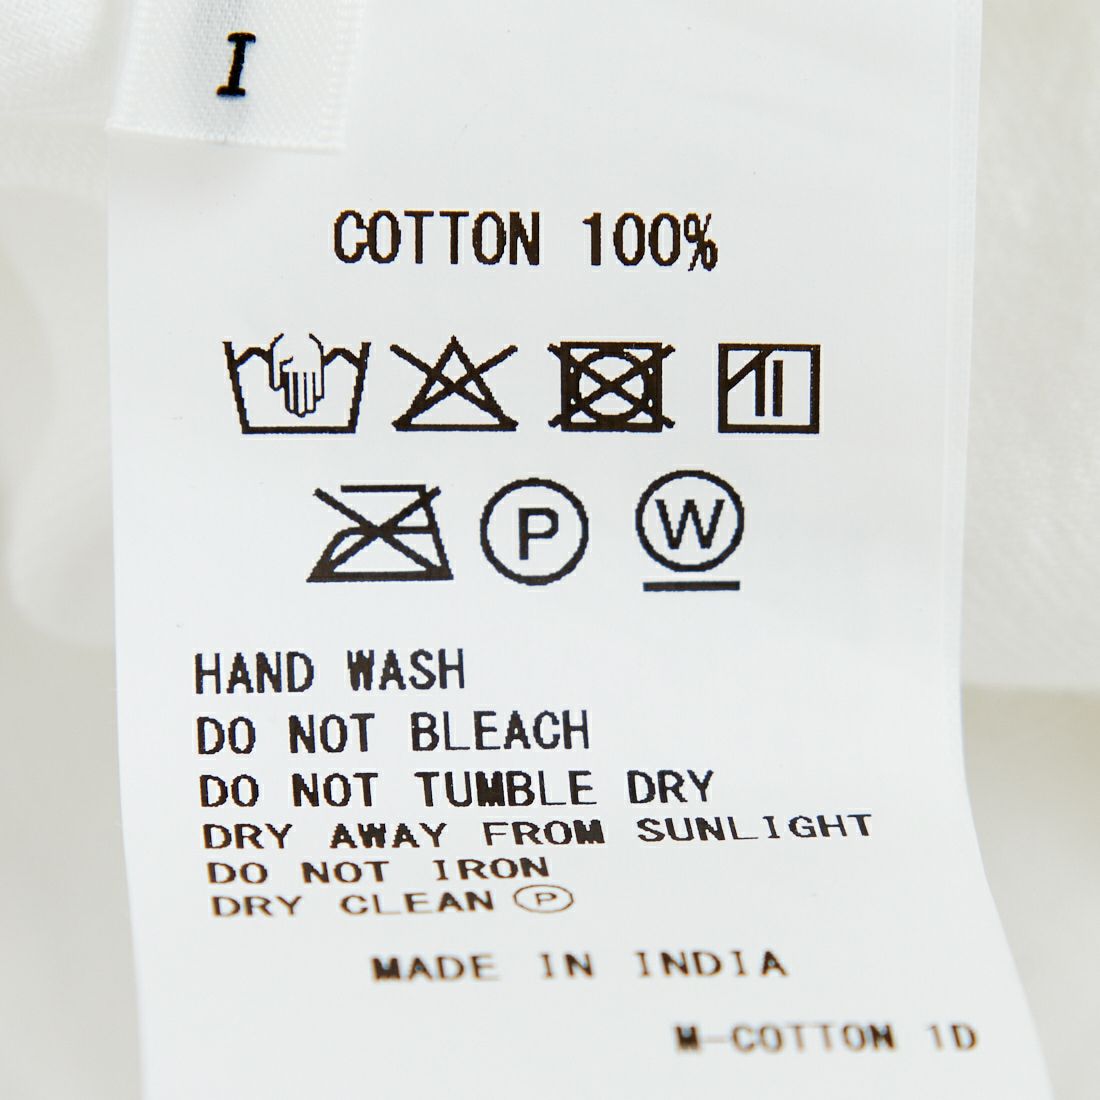 I
COTTON 100%
P W
HAND WASH
DO NOT BLEACH
DO NOT TUMBLE DRY
DRY AWAY FROM SUNLIGHT
DO NOT IRON
DRY CLEAN Ⓟ
MADE IN INDIA
M-COTTON 1D